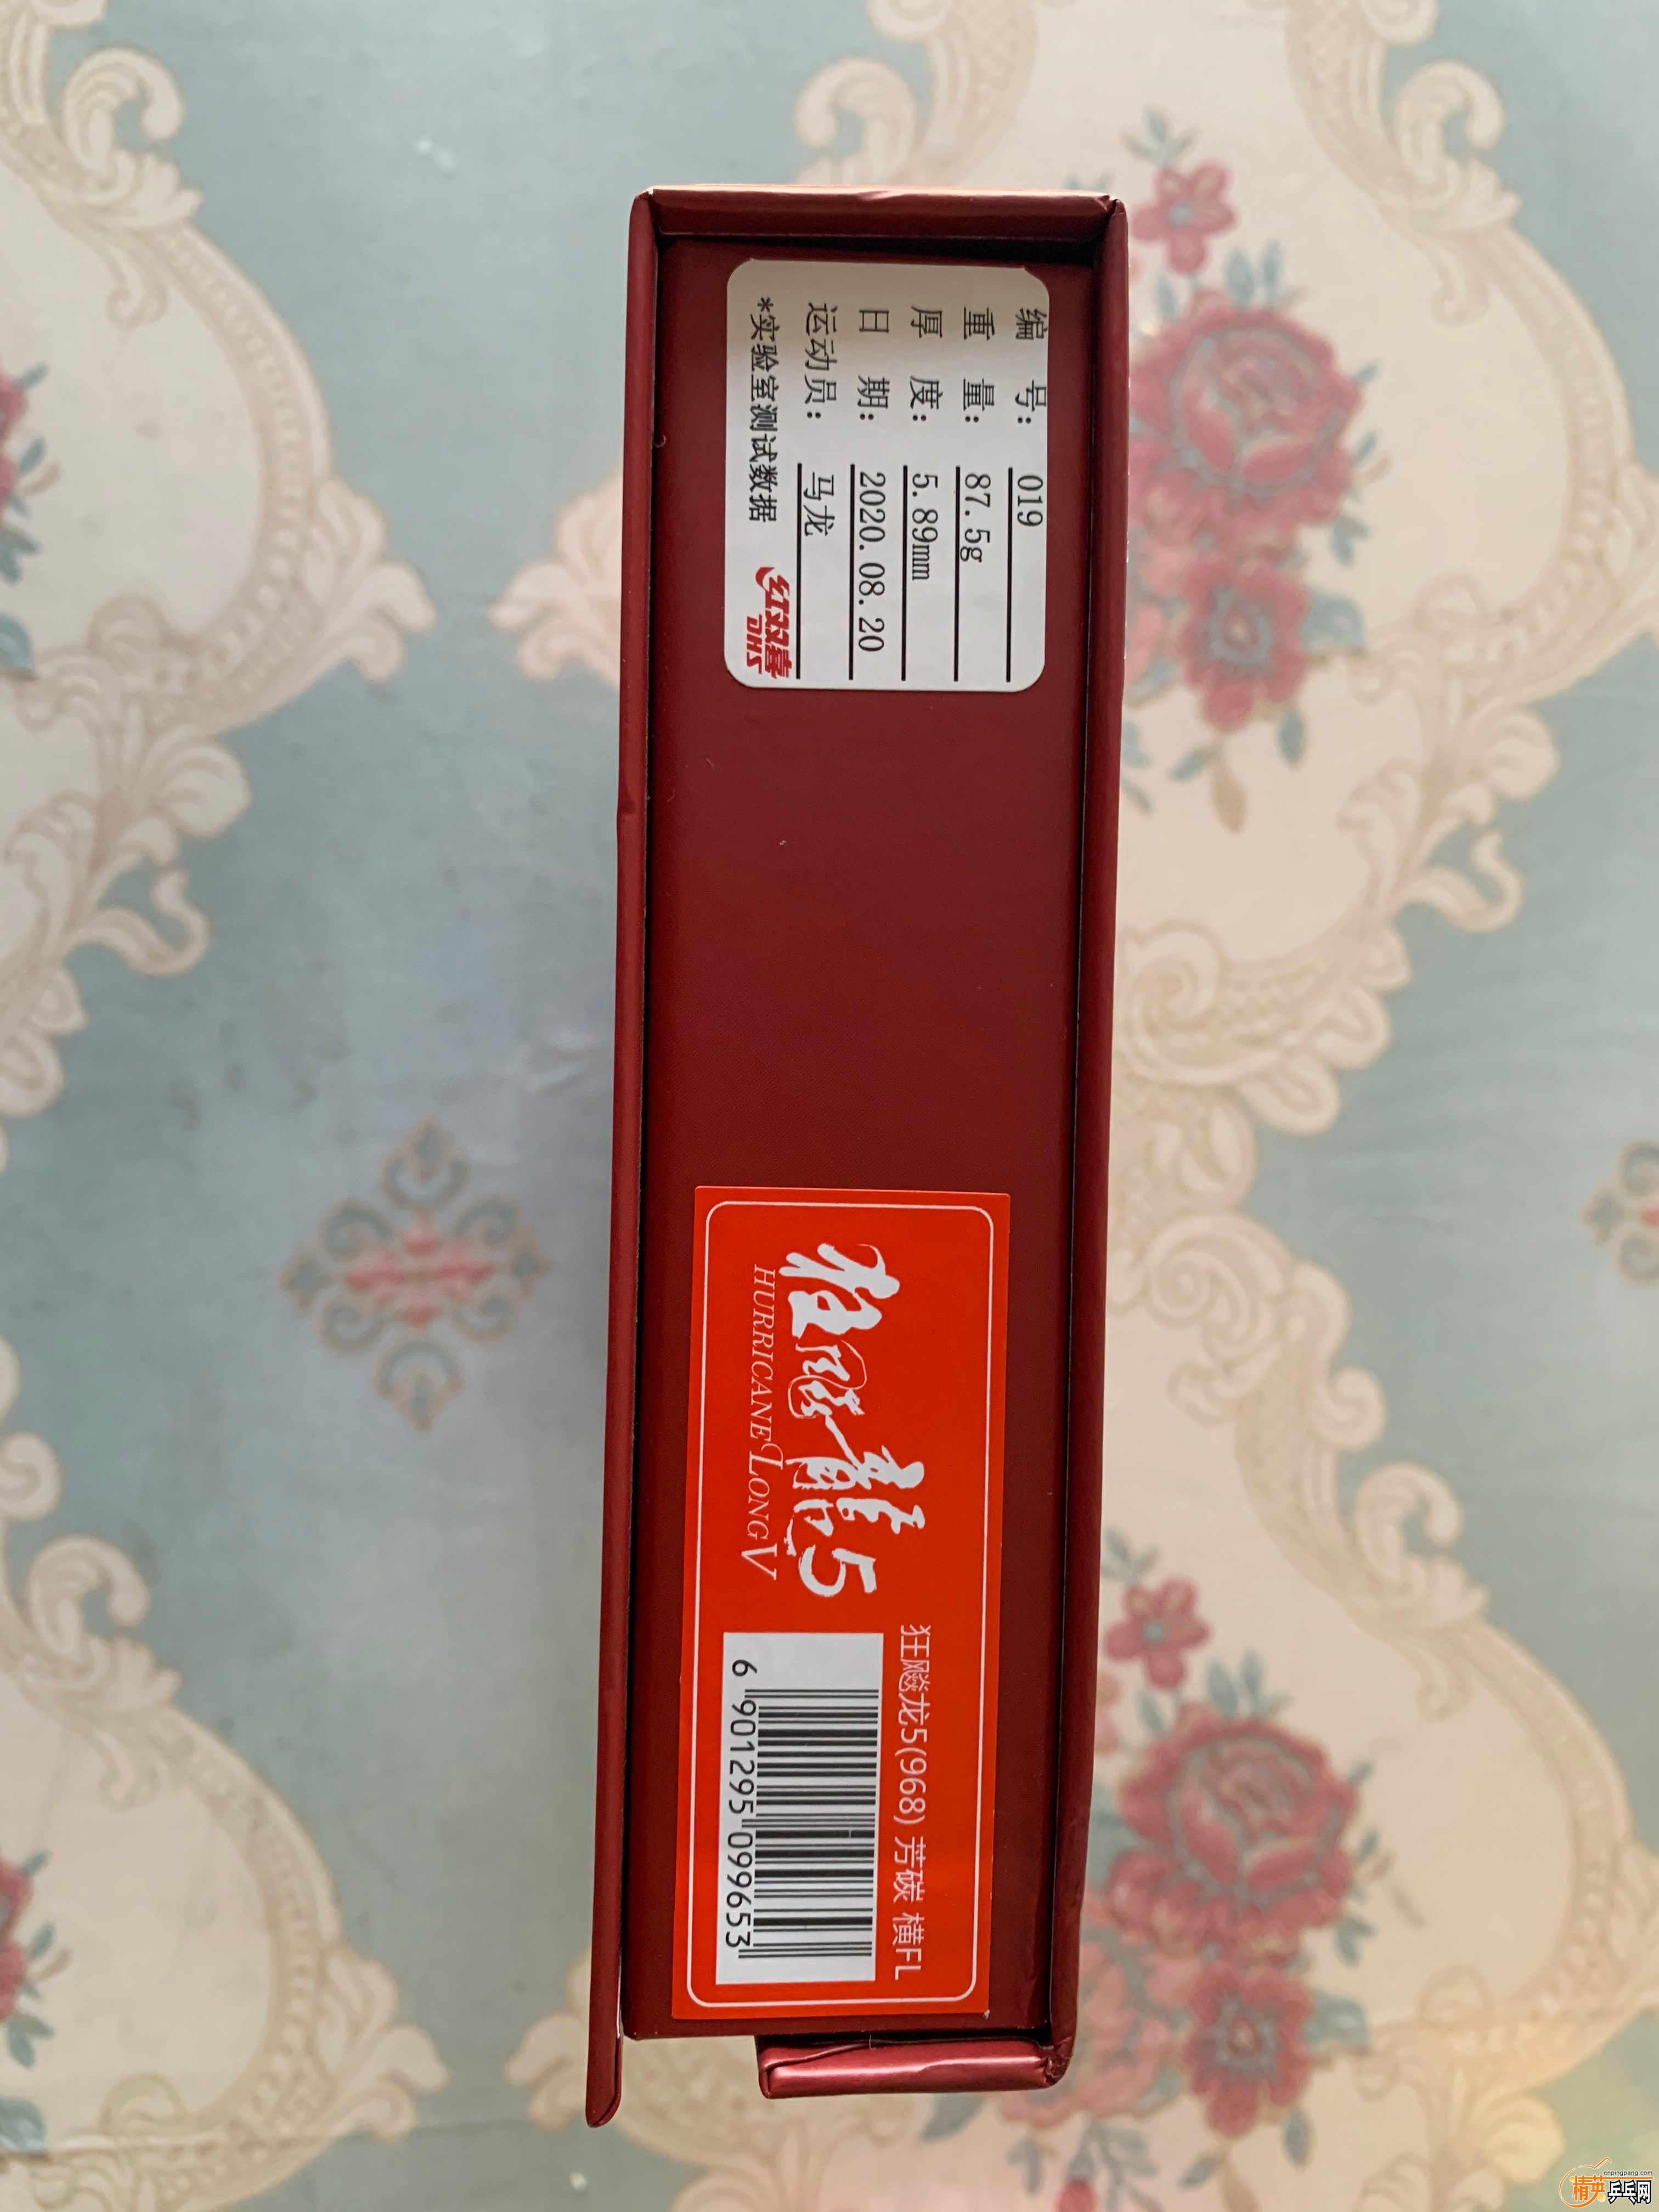 编 号: 019
重 量: 87.5g
厚 度: 5.89mm
日 期: 2020.08.20
运动员: 马龙
*实验室测试数据
红双喜
DHS
狂飚龙5(968) 芳碳 横FL
狂飚龍5
HURRICANE LONG V
6 901295 099653
cnpingpang.com
精英乒乓网